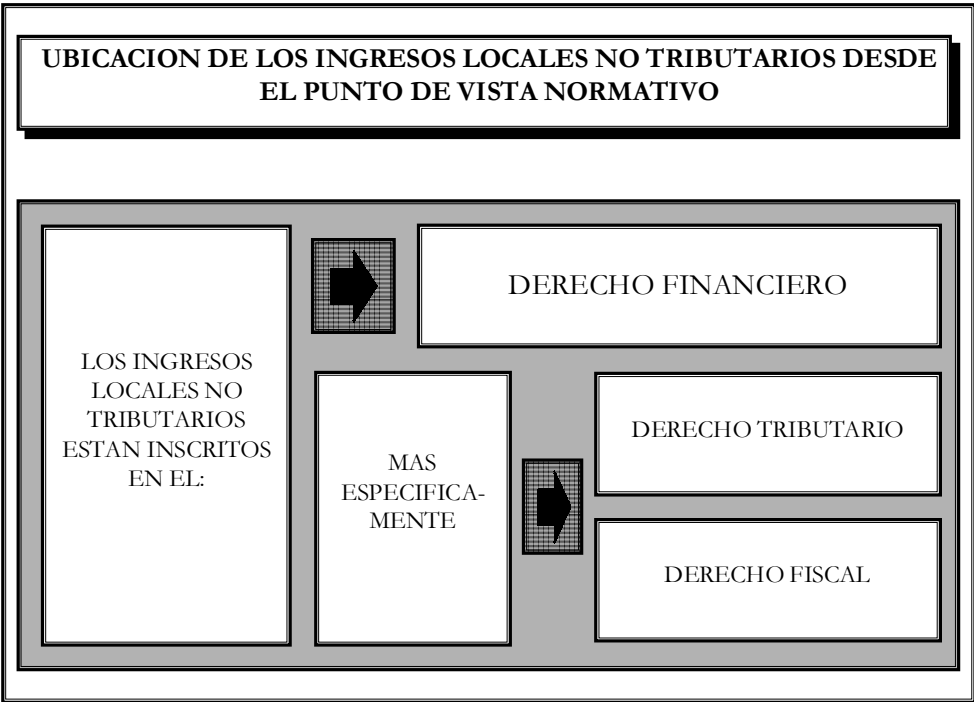 UBICACION DE LOS INGRESOS LOCALES NO TRIBUTARIOS DESDE
EL PUNTO DE VISTA NORMATIVO
LOS INGRESOS
LOCALES NO
TRIBUTARIOS
ESTAN INSCRITOS
EN EL:
DERECHO FINANCIERO
MAS
ESPECIFICA-
MENTE
DERECHO TRIBUTARIO
DERECHO FISCAL